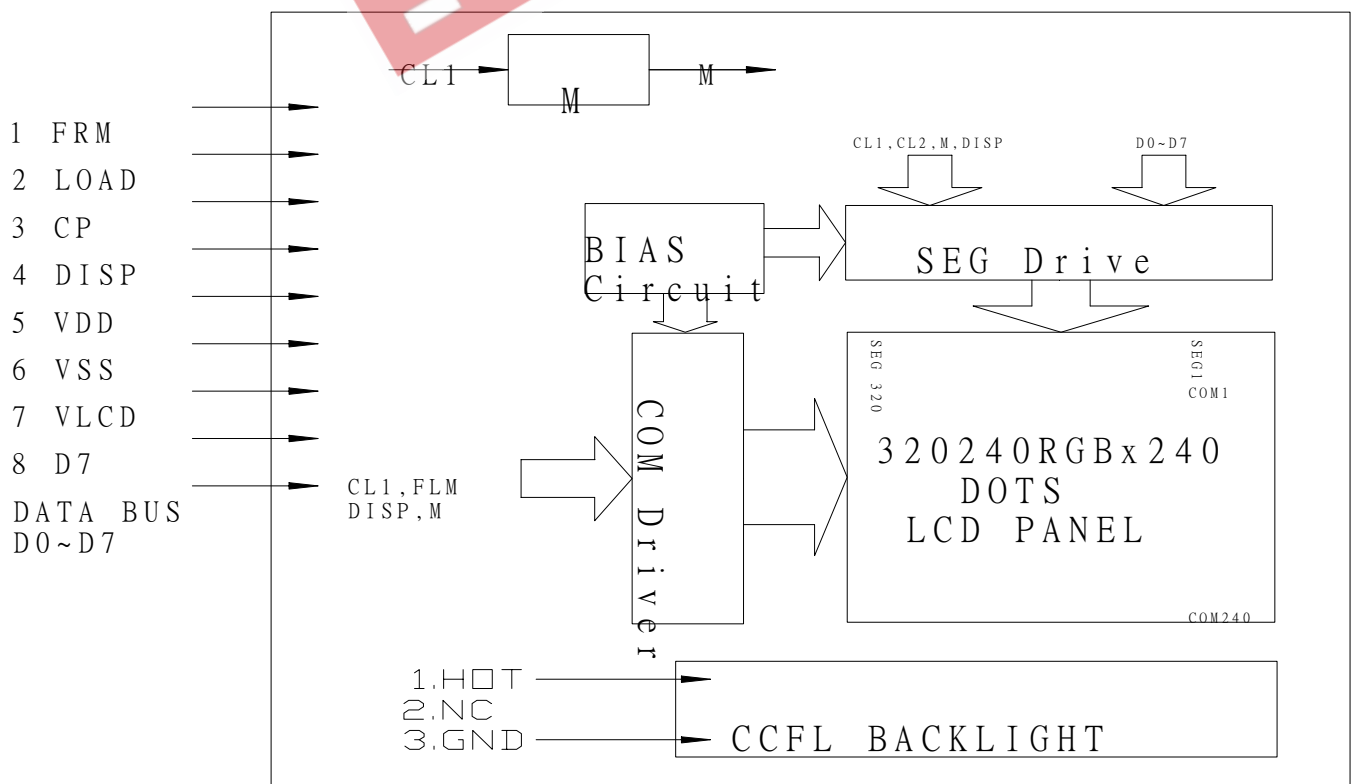 CL1
M
M
1 FRM
2 LOAD
3 CP
4 DISP
5 VDD
6 VSS
7 VLCD
8 D7
DATA BUS
D0~D7
CL1,CL2,M,DISP
D0~D7
BIAS
Circuit
SEG Drive
CL1,FLM
DISP,M
COM Driver
SEG 320
SEG1
COM1
320240RGBx240
DOTS
LCD PANEL
COM240
1.HOT
2.NC
3.GND
CCFL BACKLIGHT